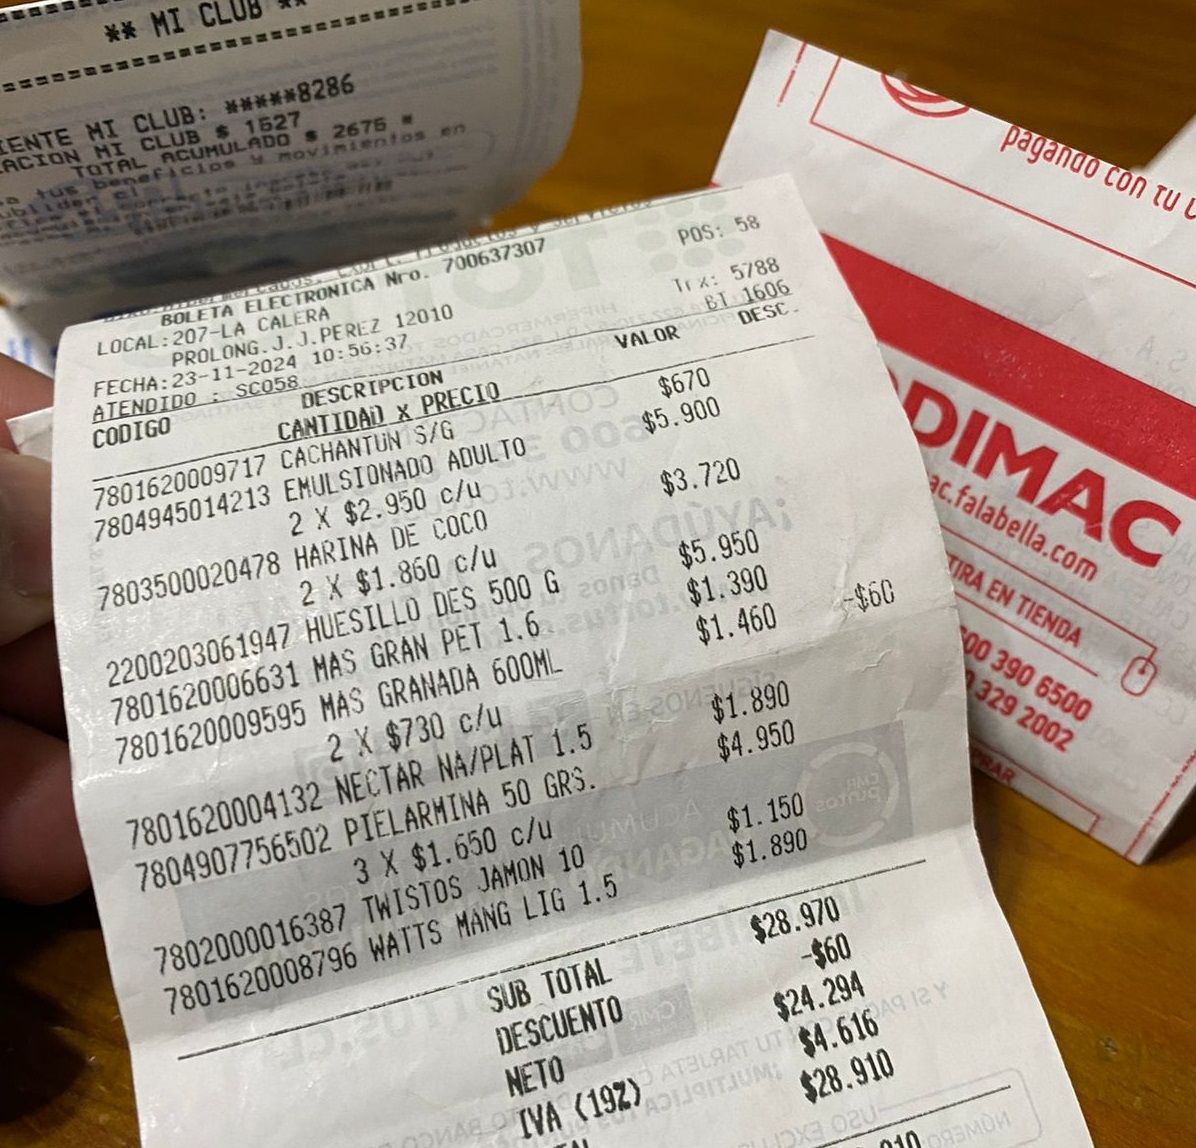 ** MI CLUB **
IENTE MI CLUB: *****8286
ACION MI CLUB $ 1527
TOTAL ACUMULADO $ 2675 *
tus beneficios y movimientos en
BOLETA ELECTRONICA Nro. 700637307
POS: 58
LOCAL:207-LA CALERA
Trx: 5788
PROLONG.J.J.PEREZ 12010
BT 1606
FECHA:23-11-2024 10:56:37
ATENDIDO : SC058
CODIGO DESCRIPCION VALOR DESC.
CANTIDAD X PRECIO
7801620009717 CACHANTUN S/G $670
7804945014213 EMULSIONADO ADULTO $5.900
2 X $2.950 c/u
7803500020478 HARINA DE COCO $3.720
2 X $1.860 c/u
2200203061947 HUESILLO DES 500 G $5.950
7801620006631 MAS GRAN PET 1.6 $1.390
7801620009595 MAS GRANADA 600ML $1.460 -$60
2 X $730 c/u
7801620004132 NECTAR NA/PLAT 1.5 $1.890
7804907756502 PIELARMINA 50 GRS. $4.950
3 X $1.650 c/u
7802000016387 TWISTOS JAMON 10 $1.150
7801620008796 WATTS MANG LIG 1.5 $1.890
SUB TOTAL $28.970
DESCUENTO -$60
NETO $24.294
IVA (19%) $4.616
$28.910
pagando con tu
ODIMAC
ac.falabella.com
TIRA EN TIENDA
600 390 6500
329 2002
PRAR